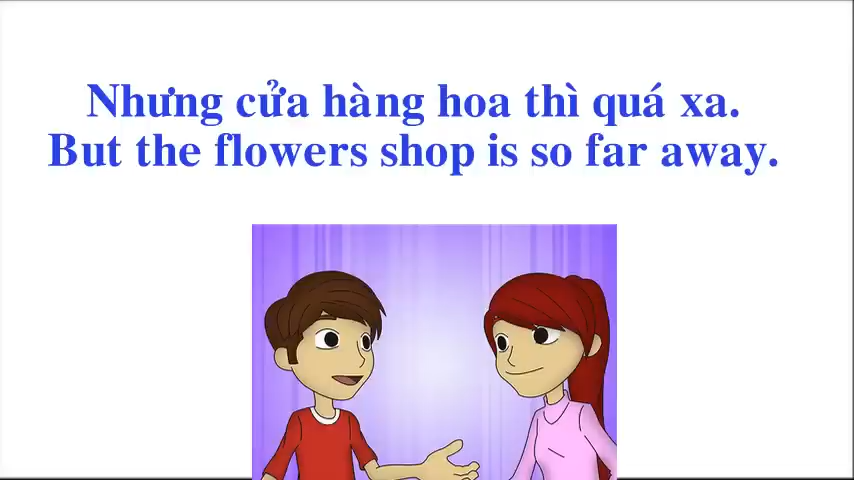 Nhưng cửa hàng hoa thì quá xa.
But the flowers shop is so far away.